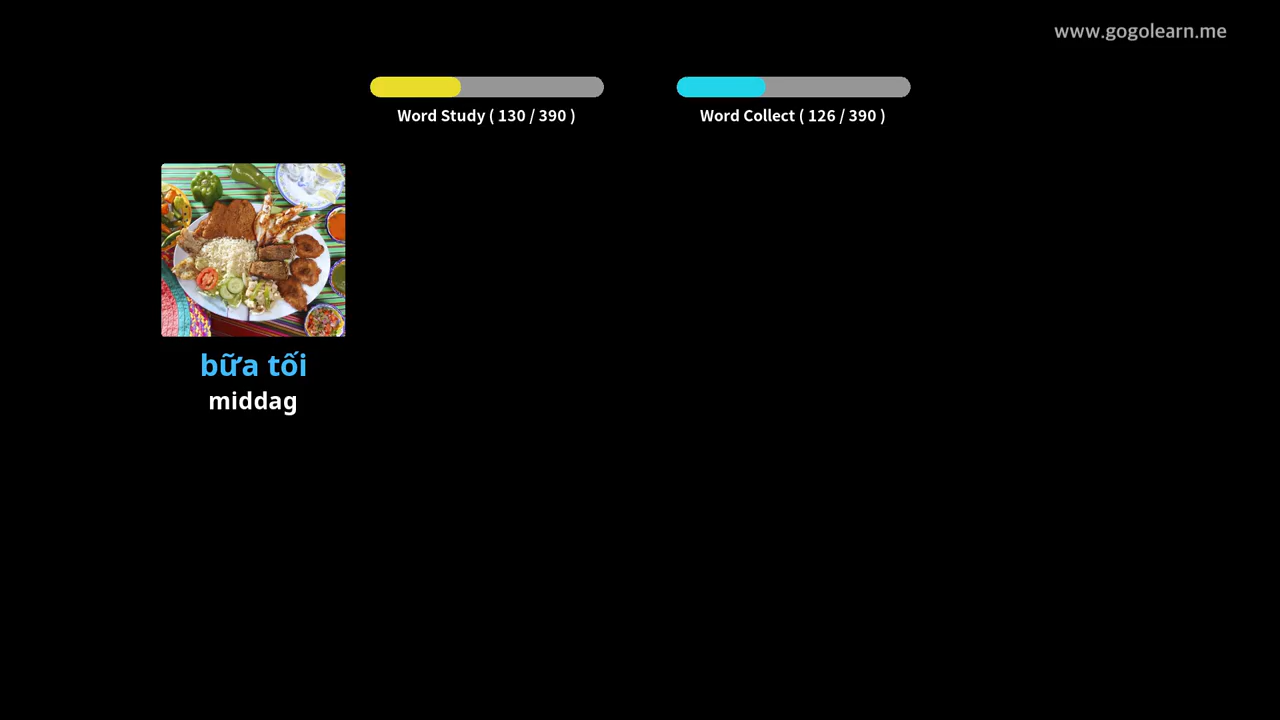 www.gogolearn.me
Word Study ( 130 / 390 )
Word Collect ( 126 / 390 )
bữa tối
middag